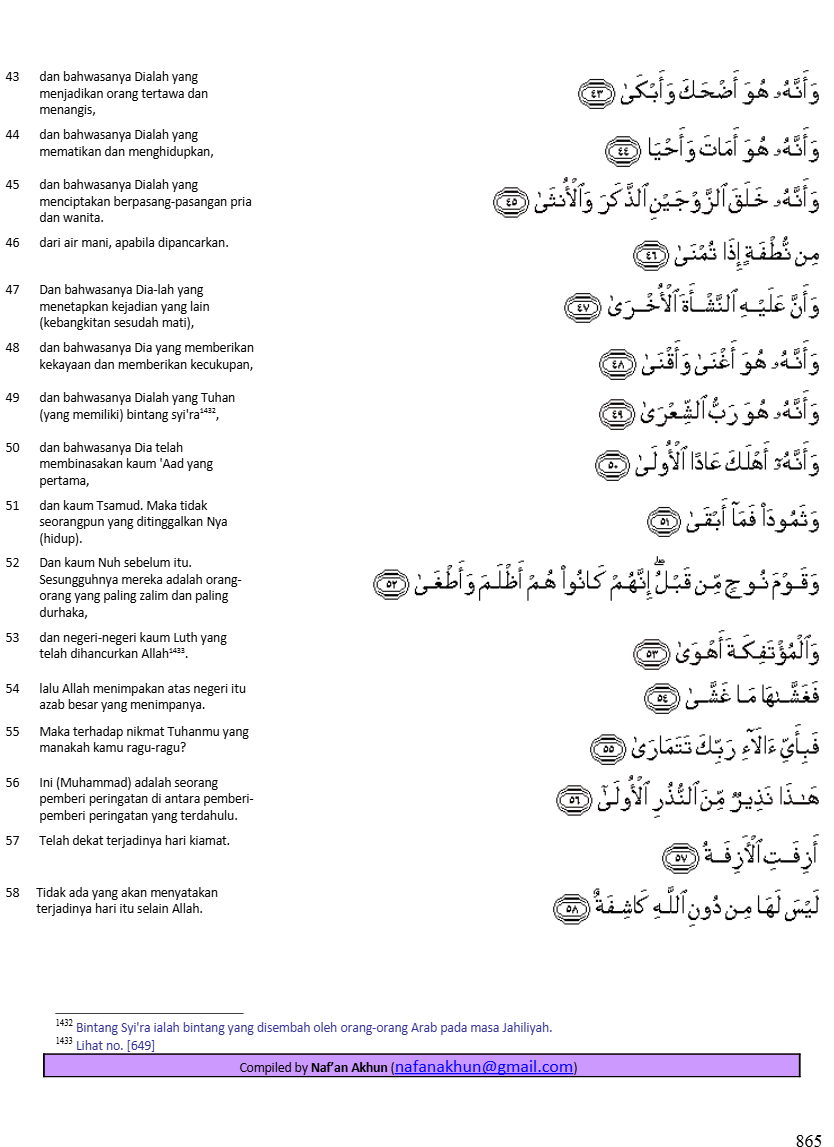 43 dan bahwasanya Dialah yang
menjadikan orang tertawa dan
menangis,
وَأَنَّهُۥ هُوَ أَضْحَكَ وَأَبْكَىٰ ٤٣
44 dan bahwasanya Dialah yang
mematikan dan menghidupkan,
وَأَنَّهُۥ هُوَ أَمَاتَ وَأَحْيَا ٤٤
45 dan bahwasanya Dialah yang
menciptakan berpasang-pasangan pria
dan wanita.
وَأَنَّهُۥ خَلَقَ ٱلزَّوْجَيْنِ ٱلذَّكَرَ وَٱلْأُنثَىٰ ٤٥
46 dari air mani, apabila dipancarkan.
مِن نُّطْفَةٍ إِذَا تُمْنَىٰ ٤٦
47 Dan bahwasanya Dia-lah yang
menetapkan kejadian yang lain
(kebangkitan sesudah mati),
وَأَنَّ عَلَيْهِ ٱلنَّشْأَةَ ٱلْأُخْرَىٰ ٤٧
48 dan bahwasanya Dia yang memberikan
kekayaan dan memberikan kecukupan,
وَأَنَّهُۥ هُوَ أَغْنَىٰ وَأَقْنَىٰ ٤٨
49 dan bahwasanya Dialah yang Tuhan
(yang memiliki) bintang syi'ra1432,
وَأَنَّهُۥ هُوَ رَبُّ ٱلشِّعْرَىٰ ٤٩
50 dan bahwasanya Dia telah
membinasakan kaum 'Aad yang
pertama,
وَأَنَّهُۥٓ أَهْلَكَ عَادًا ٱلْأُولَىٰ ٥٠
51 dan kaum Tsamud. Maka tidak
seorangpun yang ditinggalkan Nya
(hidup).
وَثَمُودَا۟ فَمَآ أَبْقَىٰ ٥١
52 Dan kaum Nuh sebelum itu.
Sesungguhnya mereka adalah orang-
orang yang paling zalim dan paling
durhaka,
وَقَوْمَ نُوحٍ مِّن قَبْلُ ۖ إِنَّهُمْ كَانُوا۟ هُمْ أَظْلَمَ وَأَطْغَىٰ ٥٢
53 dan negeri-negeri kaum Luth yang
telah dihancurkan Allah1433.
وَٱلْمُؤْتَفِكَةَ أَهْوَىٰ ٥٣
54 lalu Allah menimpakan atas negeri itu
azab besar yang menimpanya.
فَغَشَّىٰهَا مَا غَشَّىٰ ٥٤
55 Maka terhadap nikmat Tuhanmu yang
manakah kamu ragu-ragu?
فَبِأَىِّ ءَالَآءِ رَبِّكَ تَتَمَارَىٰ ٥٥
56 Ini (Muhammad) adalah seorang
pemberi peringatan di antara pemberi-
pemberi peringatan yang terdahulu.
هَـٰذَا نَذِيرٌ مِّنَ ٱلنُّذُرِ ٱلْأُولَىٰٓ ٥٦
57 Telah dekat terjadinya hari kiamat.
أَزِفَتِ ٱلْـَٔازِفَةُ ٥٧
58 Tidak ada yang akan menyatakan
terjadinya hari itu selain Allah.
لَيْسَ لَهَا مِن دُونِ ٱللَّهِ كَاشِفَةٌ ٥٨
1432 Bintang Syi'ra ialah bintang yang disembah oleh orang-orang Arab pada masa Jahiliyah.
1433 Lihat no. [649]
Compiled by Naf’an Akhun (nafanakhun@gmail.com)
865